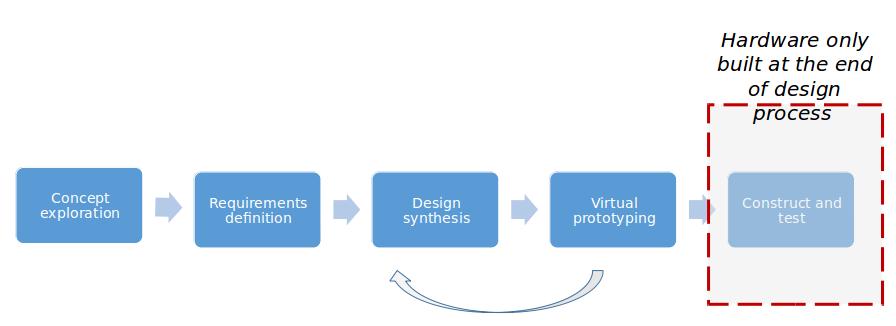 Hardware only
built at the end
of design
process
Concept
exploration
Requirements
definition
Design
synthesis
Virtual
prototyping
Construct and
test